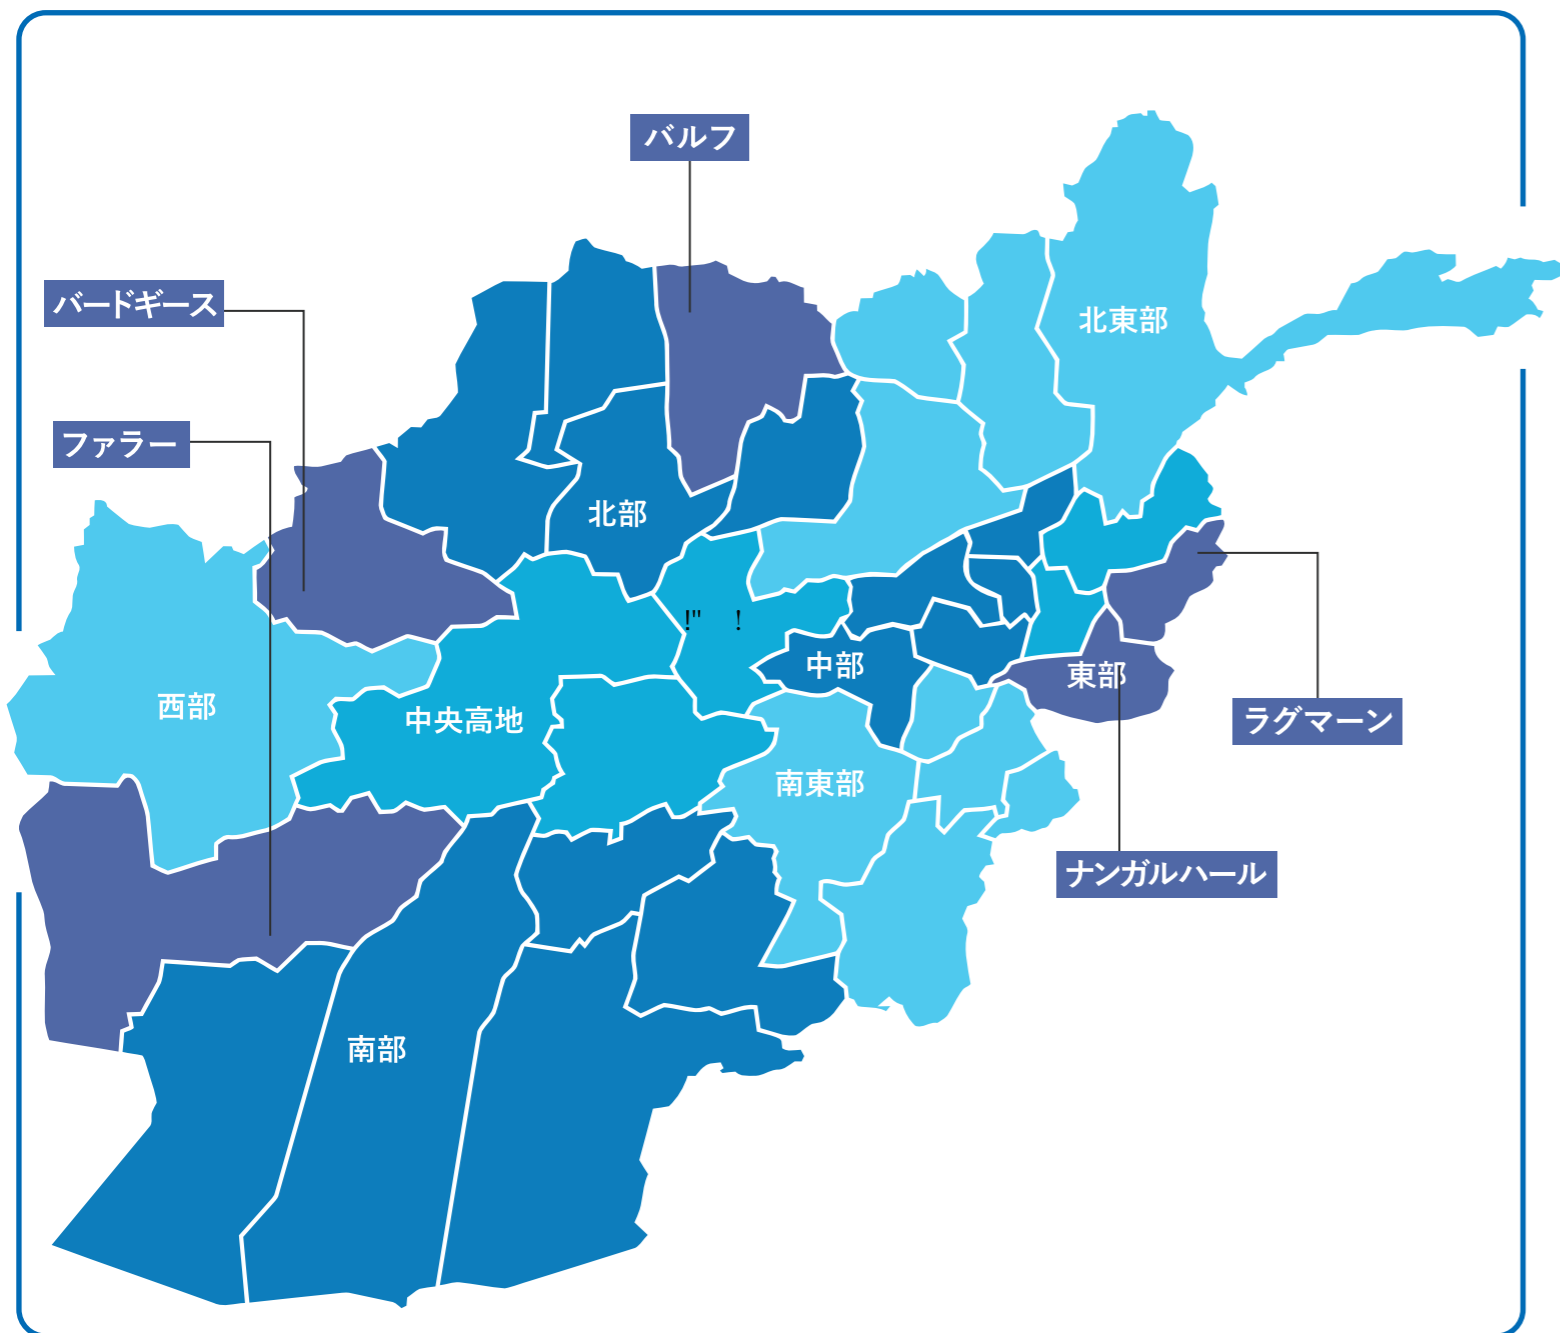 バルフ
バードギース
北東部
ファラー
北部
!" !
中部
東部
西部
中央高地
ラグマーン
南東部
ナンガルハール
南部